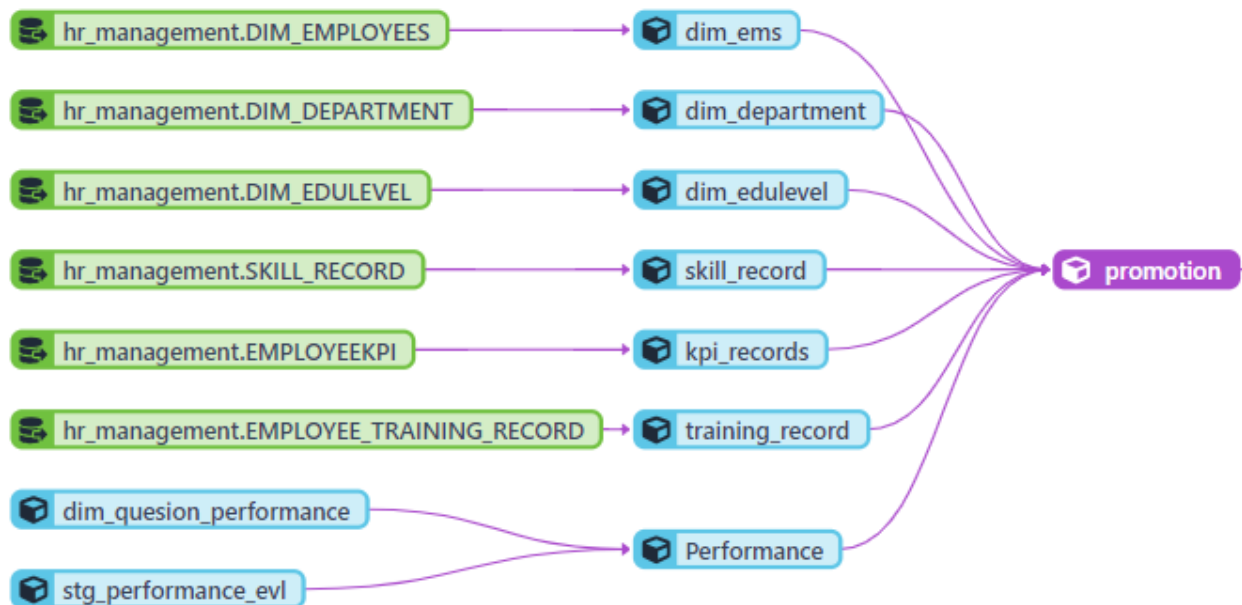 hr_management.DIM_EMPLOYEES dim_ems
hr_management.DIM_DEPARTMENT dim_department
hr_management.DIM_EDULEVEL dim_edulevel
hr_management.SKILL_RECORD skill_record promotion
hr_management.EMPLOYEEKPI kpi_records
hr_management.EMPLOYEE_TRAINING_RECORD training_record
dim_quesion_performance
Performance
stg_performance_evl